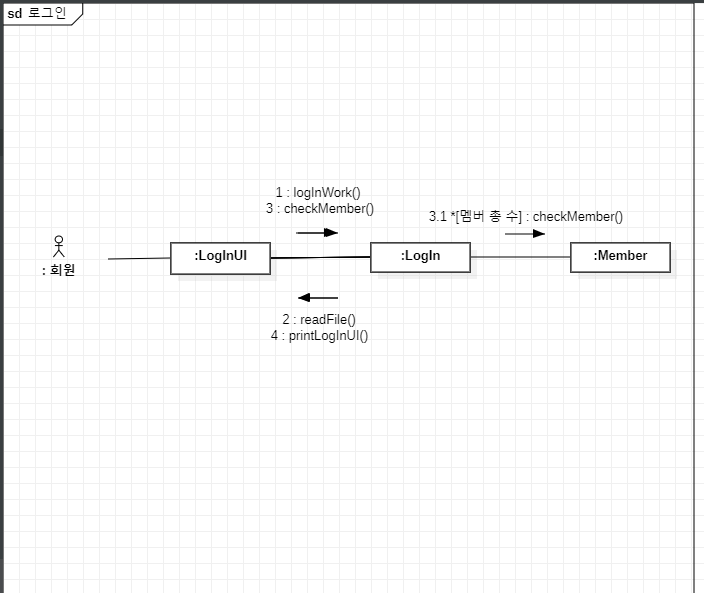 sd 로그인
1 : logInWork()
3 : checkMember()
3.1 *[멤버 총 수] : checkMember()
: 회원
:LogInUI
:LogIn
:Member
2 : readFile()
4 : printLogInUI()